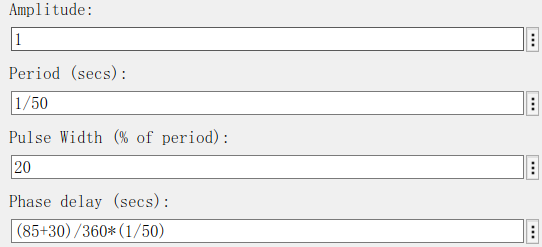 Amplitude:
1
Period (secs):
1/50
Pulse Width (% of period):
20
Phase delay (secs):
(85+30)/360*(1/50)